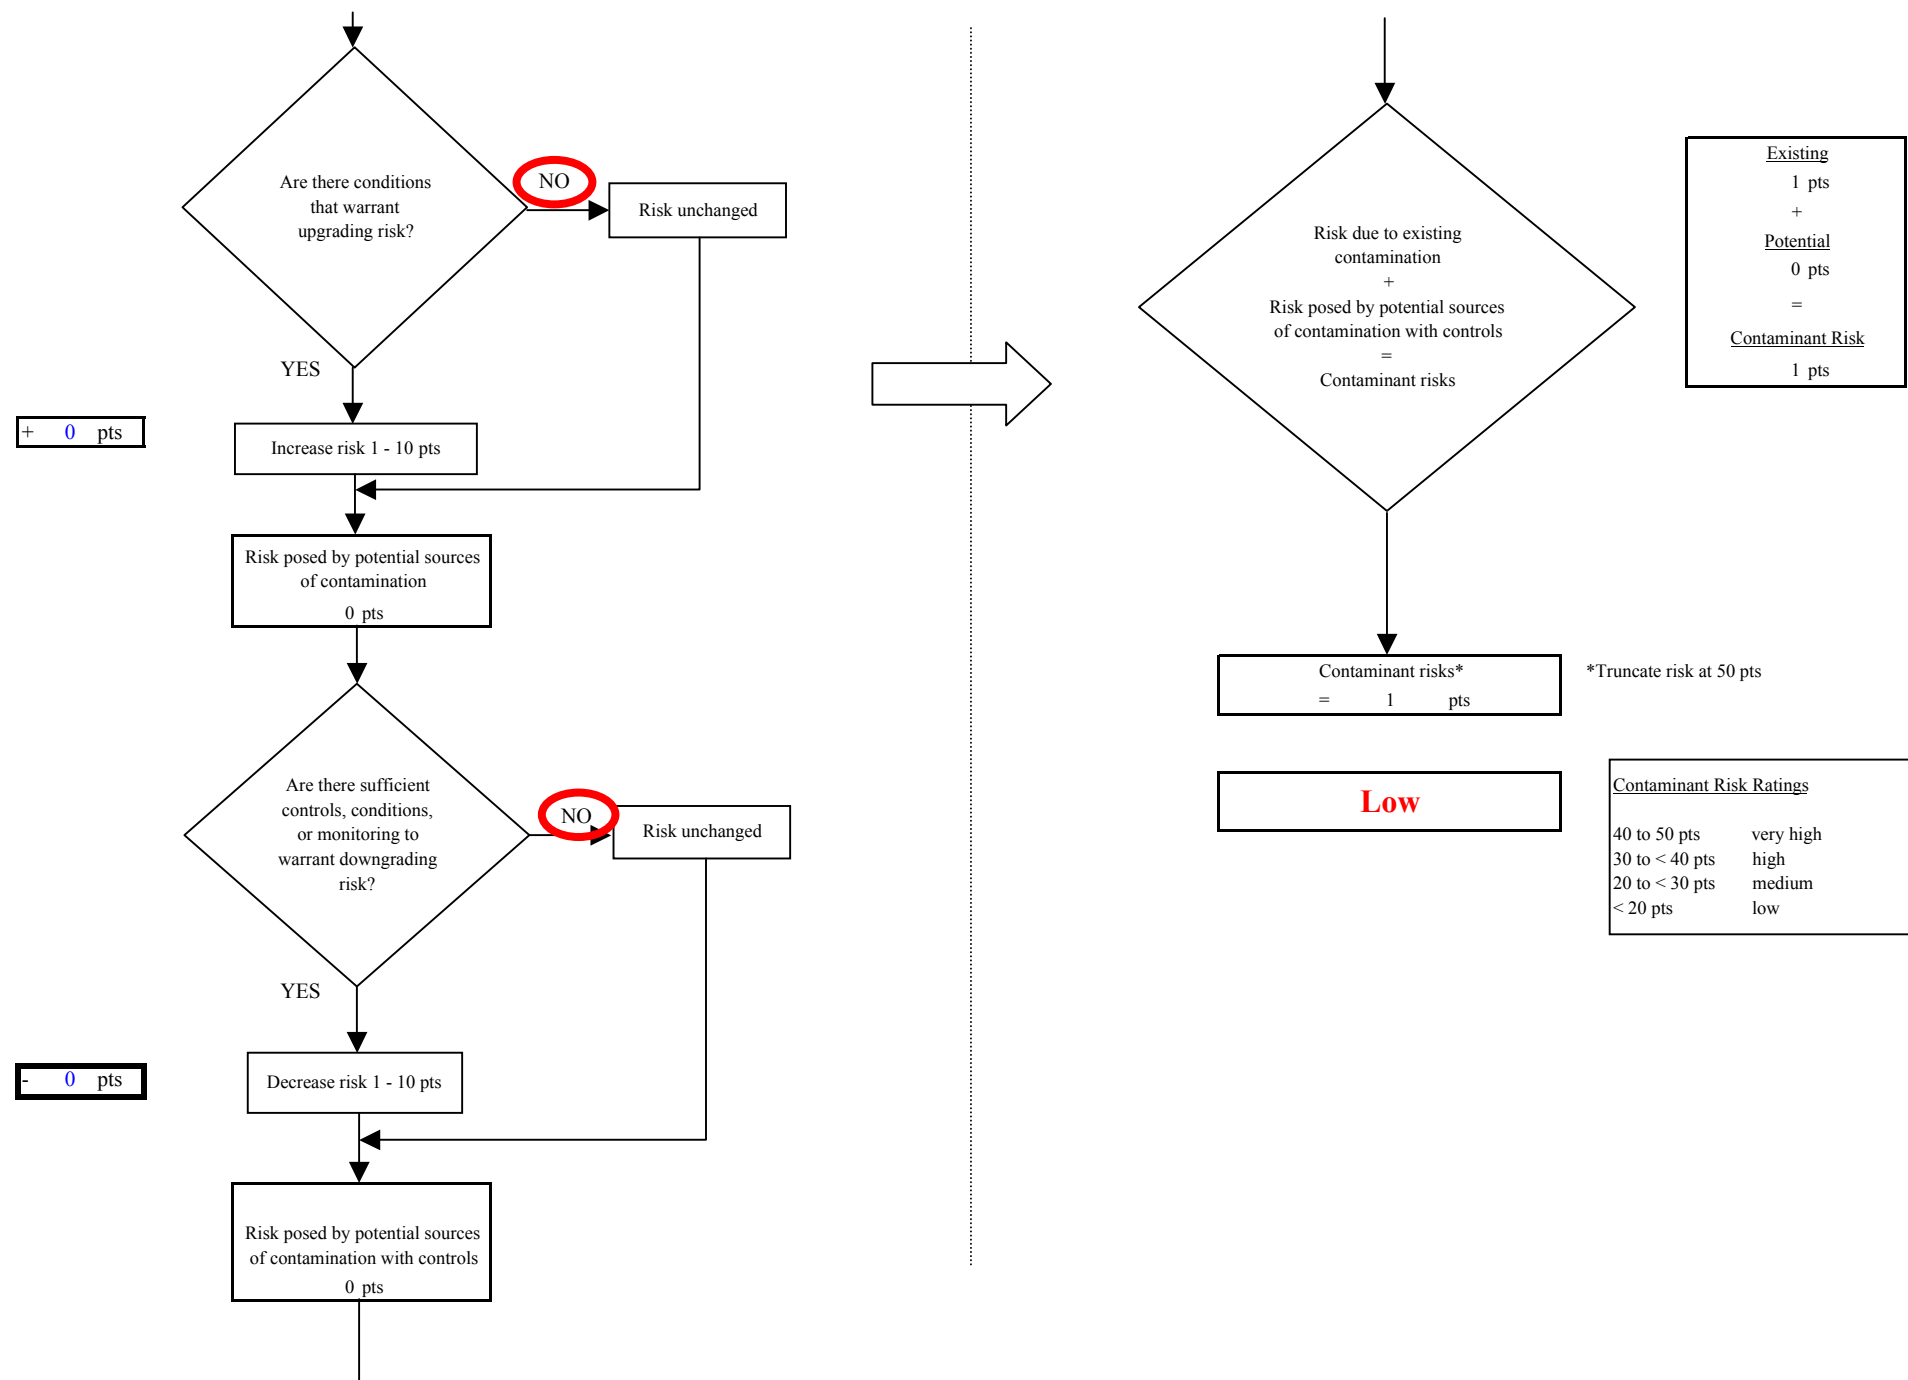 Are there conditions
that warrant
upgrading risk?
NO
Risk unchanged
YES
+ 0 pts
Increase risk 1 - 10 pts
Risk posed by potential sources
of contamination
0 pts
Are there sufficient
controls, conditions,
or monitoring to
warrant downgrading
risk?
NO
Risk unchanged
YES
- 0 pts
Decrease risk 1 - 10 pts
Risk posed by potential sources
of contamination with controls
0 pts
Risk due to existing
contamination
+
Risk posed by potential sources
of contamination with controls
=
Contaminant risks
Existing
1 pts
+
Potential
0 pts
=
Contaminant Risk
1 pts
Contaminant risks*
= 1 pts
*Truncate risk at 50 pts
Low
Contaminant Risk Ratings
40 to 50 pts very high
30 to < 40 pts high
20 to < 30 pts medium
< 20 pts low